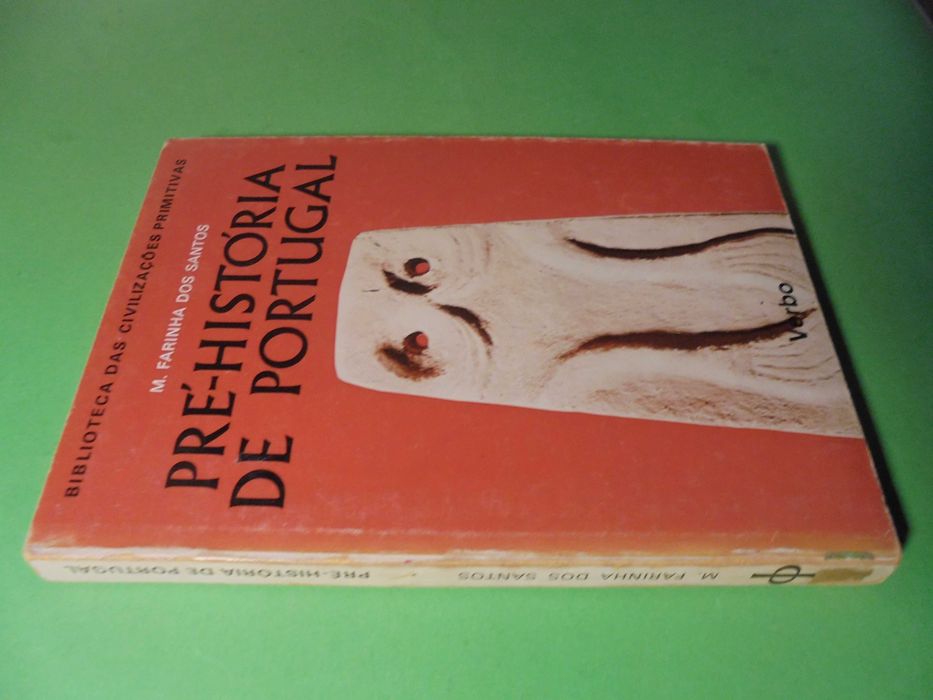 BIBLIOTECA DAS CIVILIZAÇÕES PRIMITIVAS
M. FARINHA DOS SANTOS
PRÉ-HISTÓRIA
DE PORTUGAL
Verbo
M. FARINHA DOS SANTOS PRÉ-HISTÓRIA DE PORTUGAL